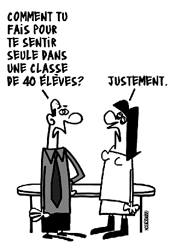 COMMENT TU
FAIS POUR
TE SENTIR
SEULE DANS
UNE CLASSE
DE 40 ÉLÈVES?
JUSTEMENT.